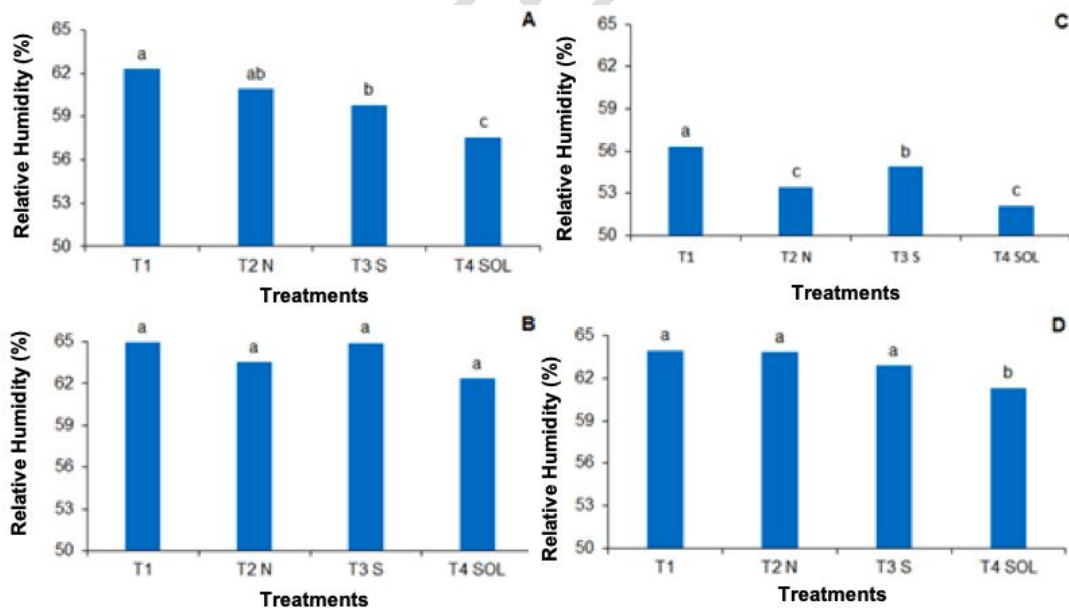 A
Relative Humidity (%)
65
62
59
56
53
50
a
ab
b
c
T1
T2 N
T3 S
T4 SOL
Treatments
C
Relative Humidity (%)
65
62
59
56
53
50
a
c
b
c
T1
T2 N
T3 S
T4 SOL
Treatments
B
Relative Humidity (%)
65
62
59
56
53
50
a
a
a
a
T1
T2 N
T3 S
T4 SOL
Treatments
D
Relative Humidity (%)
65
62
59
56
53
50
a
a
a
b
T1
T2 N
T3 S
T4 SOL
Treatments